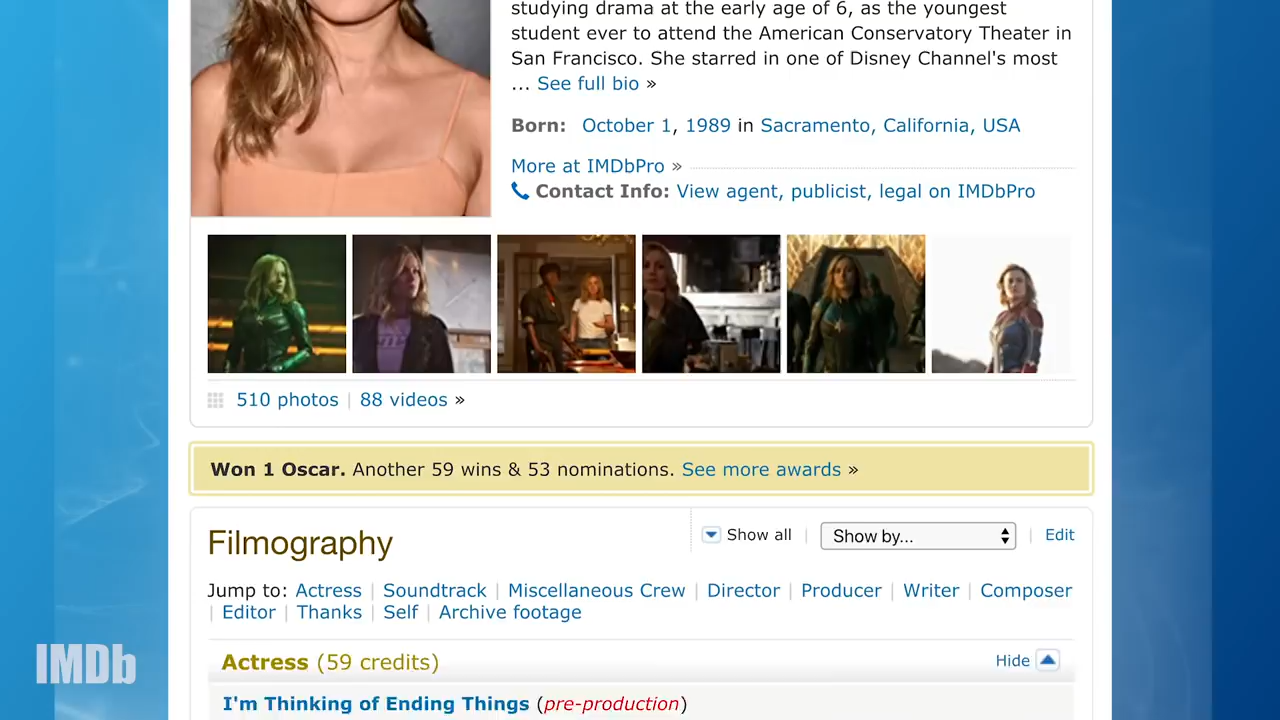 studying drama at the early age of 6, as the youngest
student ever to attend the American Conservatory Theater in
San Francisco. She starred in one of Disney Channel's most
... See full bio »
Born: October 1, 1989 in Sacramento, California, USA
More at IMDbPro »
Contact Info: View agent, publicist, legal on IMDbPro
510 photos | 88 videos »
Won 1 Oscar. Another 59 wins & 53 nominations. See more awards »
Filmography
Show all | Show by... | Edit
Jump to: Actress | Soundtrack | Miscellaneous Crew | Director | Producer | Writer | Composer
| Editor | Thanks | Self | Archive footage
Actress (59 credits)
Hide
I'm Thinking of Ending Things (pre-production)
IMDb